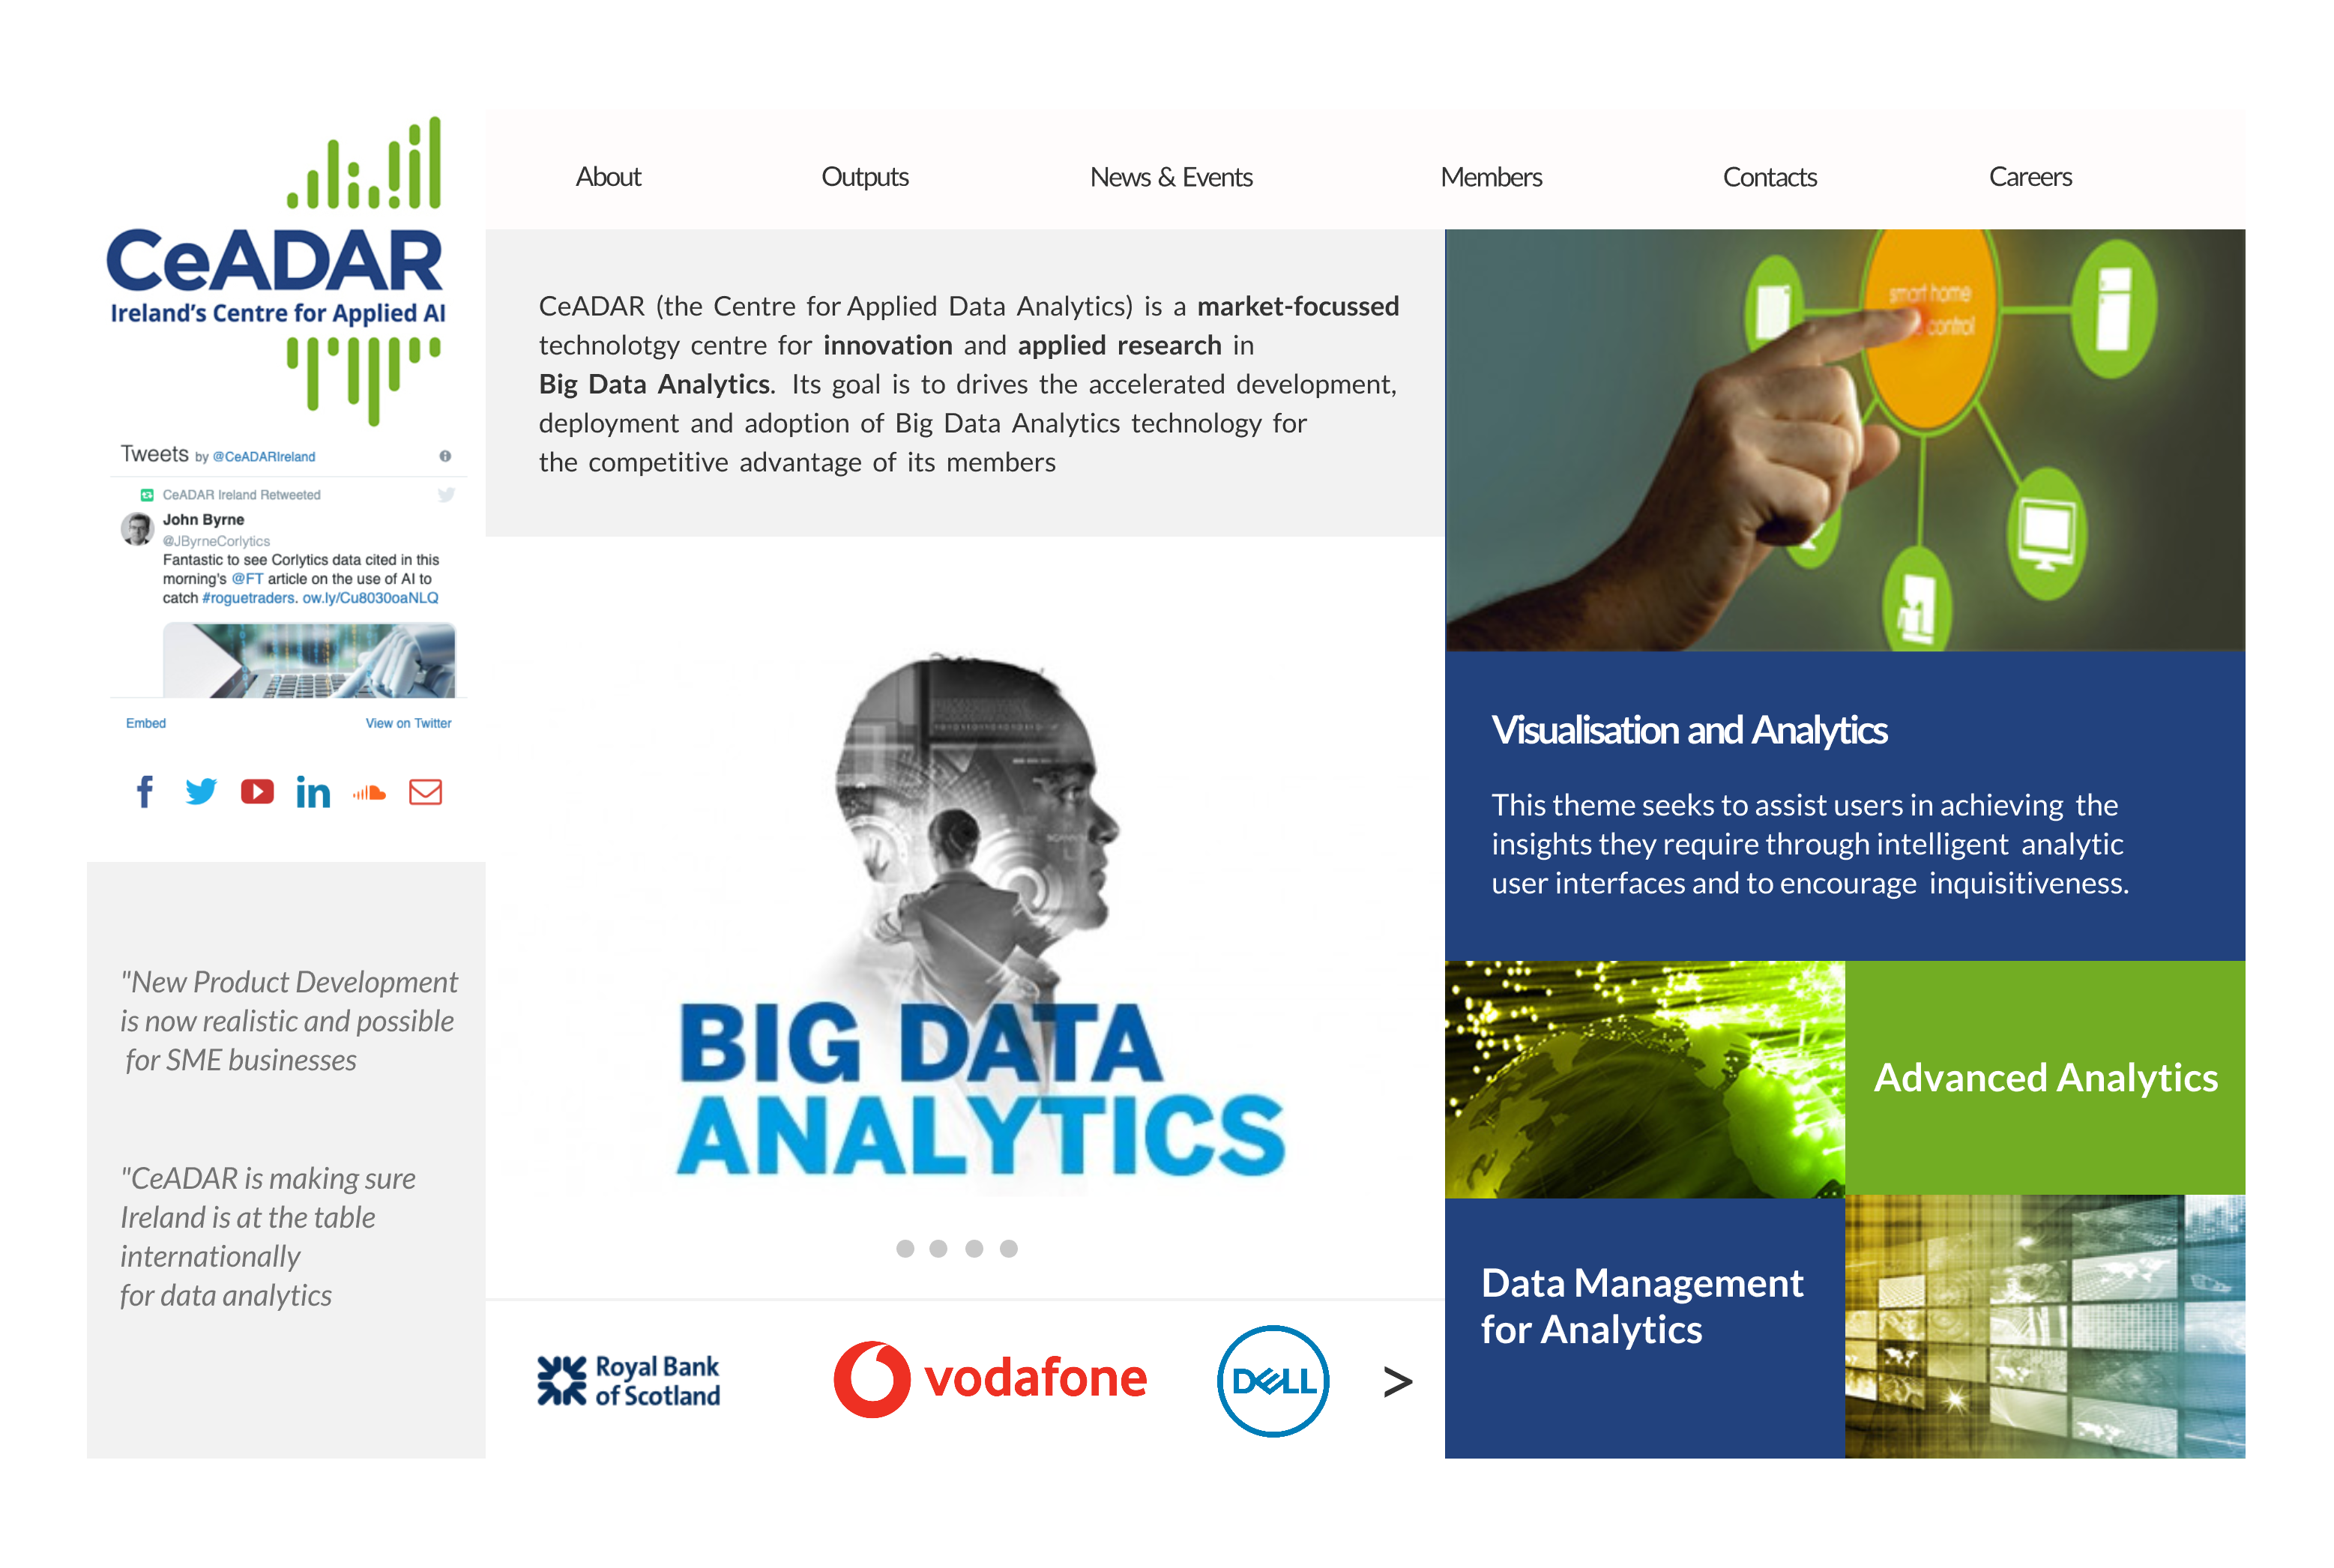 CeADAR
Ireland's Centre for Applied AI
Tweets by @CeADARIreland
CeADAR Ireland Retweeted
John Byrne
@JByrneCorlytics
Fantastic to see Corlytics data cited in this
morning's @FT article on the use of AI to
catch #roguetraders. ow.ly/Cu8030oaNLQ
Embed
View on Twitter
"New Product Development
is now realistic and possible
for SME businesses
"CeADAR is making sure
Ireland is at the table
internationally
for data analytics
About
Outputs
News & Events
Members
Contacts
Careers
CeADAR (the Centre for Applied Data Analytics) is a market-focussed
technolotgy centre for innovation and applied research in
Big Data Analytics. Its goal is to drives the accelerated development,
deployment and adoption of Big Data Analytics technology for
the competitive advantage of its members
BIG DATA
ANALYTICS
Royal Bank
of Scotland
vodafone
DELL
>
smart home
control
Visualisation and Analytics
This theme seeks to assist users in achieving the
insights they require through intelligent analytic
user interfaces and to encourage inquisitiveness.
Advanced Analytics
Data Management
for Analytics